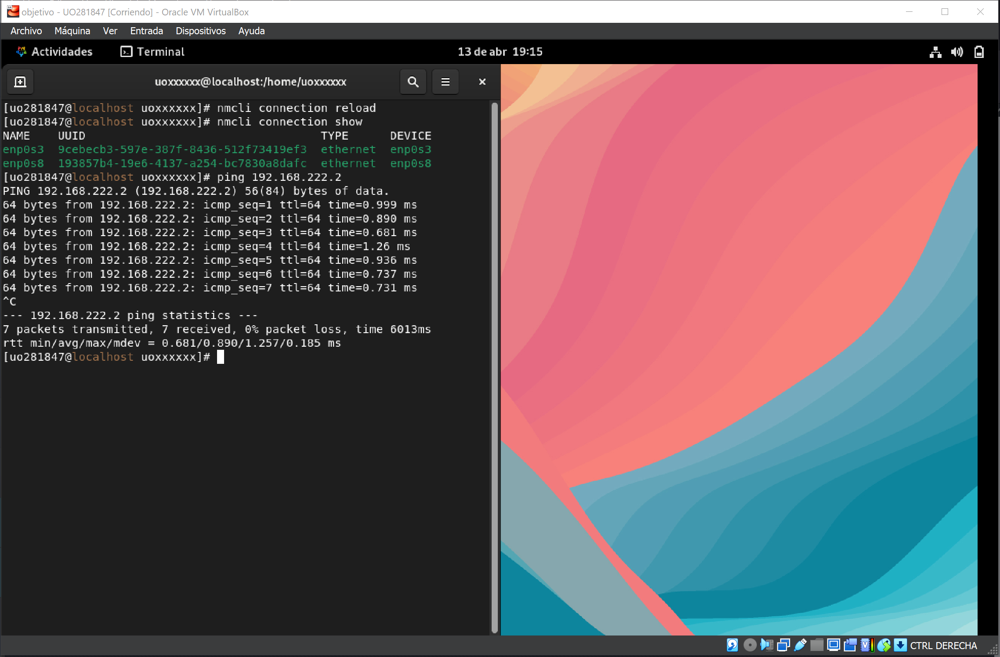 objetivo - UO281847 [Corriendo] - Oracle VM VirtualBox
Archivo Máquina Ver Entrada Dispositivos Ayuda
Actividades Terminal 13 de abr 19:15
uoxxxxxx@localhost:/home/uoxxxxxx
[uo281847@localhost uoxxxxxx]# nmcli connection reload
[uo281847@localhost uoxxxxxx]# nmcli connection show
NAME UUID TYPE DEVICE
enp0s3 9cebecb3-597e-387f-8436-512f73419ef3 ethernet enp0s3
enp0s8 193857b4-19e6-4137-a254-bc7830a8dafc ethernet enp0s8
[uo281847@localhost uoxxxxxx]# ping 192.168.222.2
PING 192.168.222.2 (192.168.222.2) 56(84) bytes of data.
64 bytes from 192.168.222.2: icmp_seq=1 ttl=64 time=0.999 ms
64 bytes from 192.168.222.2: icmp_seq=2 ttl=64 time=0.890 ms
64 bytes from 192.168.222.2: icmp_seq=3 ttl=64 time=0.681 ms
64 bytes from 192.168.222.2: icmp_seq=4 ttl=64 time=1.26 ms
64 bytes from 192.168.222.2: icmp_seq=5 ttl=64 time=0.936 ms
64 bytes from 192.168.222.2: icmp_seq=6 ttl=64 time=0.737 ms
64 bytes from 192.168.222.2: icmp_seq=7 ttl=64 time=0.731 ms
^C
--- 192.168.222.2 ping statistics ---
7 packets transmitted, 7 received, 0% packet loss, time 6013ms
rtt min/avg/max/mdev = 0.681/0.890/1.257/0.185 ms
[uo281847@localhost uoxxxxxx]#
CTRL DERECHA